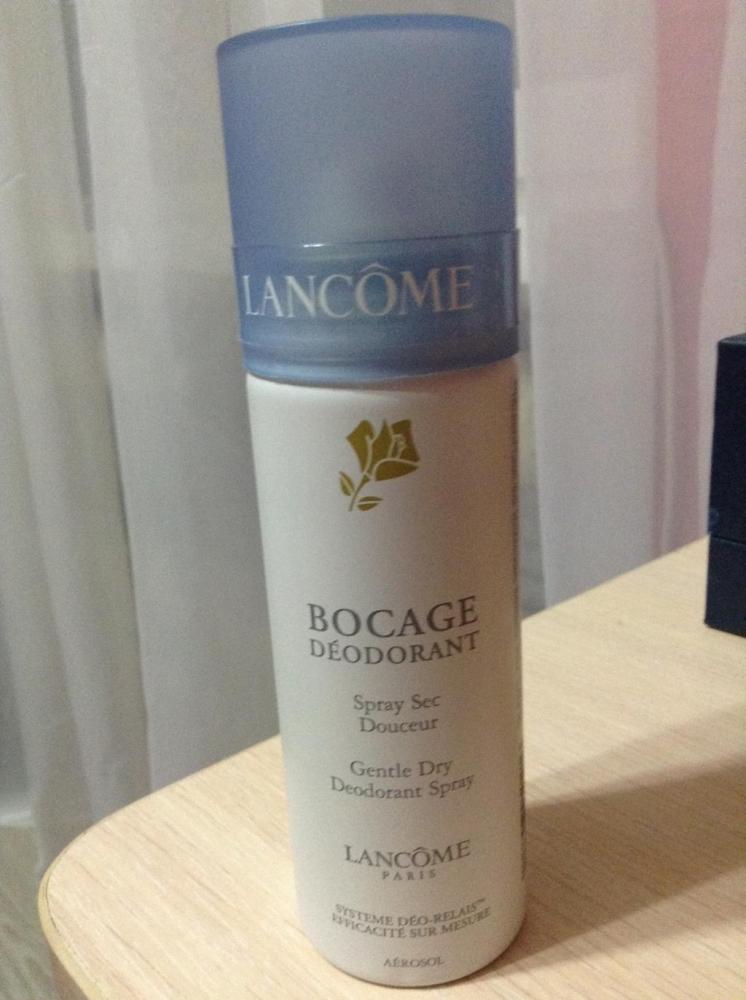 LANCÔME
BOCAGE
DÉODORANT
Spray Sec
Douceur
Gentle Dry
Deodorant Spray
LANCÔME
PARIS
SYSTEME DÉO-RELAIS™
EFFICACITÉ SUR MESURE
AÉROSOL